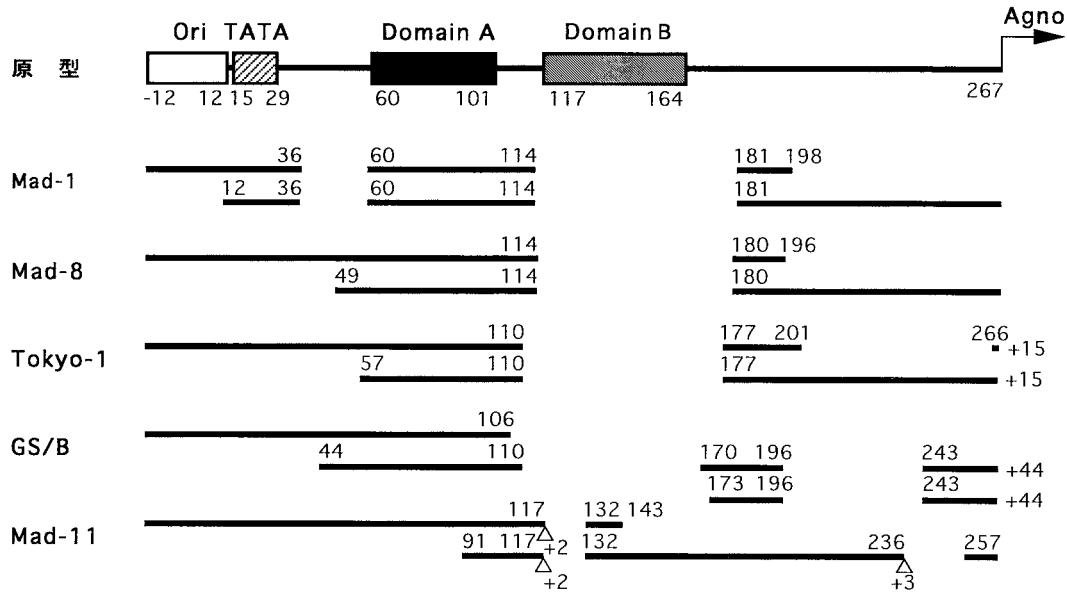 Agno
Ori TATA Domain A Domain B
原 型
-12 12 15 29 60 101 117 164 267
36 60 114 181 198
Mad-1
12 36 60 114 181
114 180 196
Mad-8
49 114 180
110 177 201 266 +15
Tokyo-1
57 110 177 +15
106
GS/B
44 110 170 196 243 +44
173 196 243 +44
117 +2 132 143
Mad-11
91 117 +2 132 236 +3 257